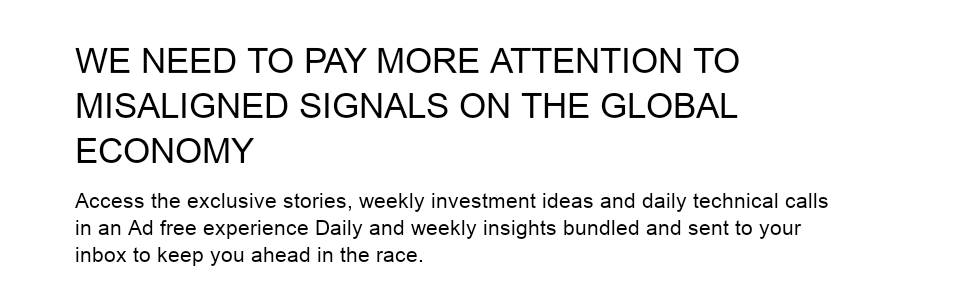 WE NEED TO PAY MORE ATTENTION TO
MISALIGNED SIGNALS ON THE GLOBAL
ECONOMY
Access the exclusive stories, weekly investment ideas and daily technical calls
in an Ad free experience Daily and weekly insights bundled and sent to your
inbox to keep you ahead in the race.